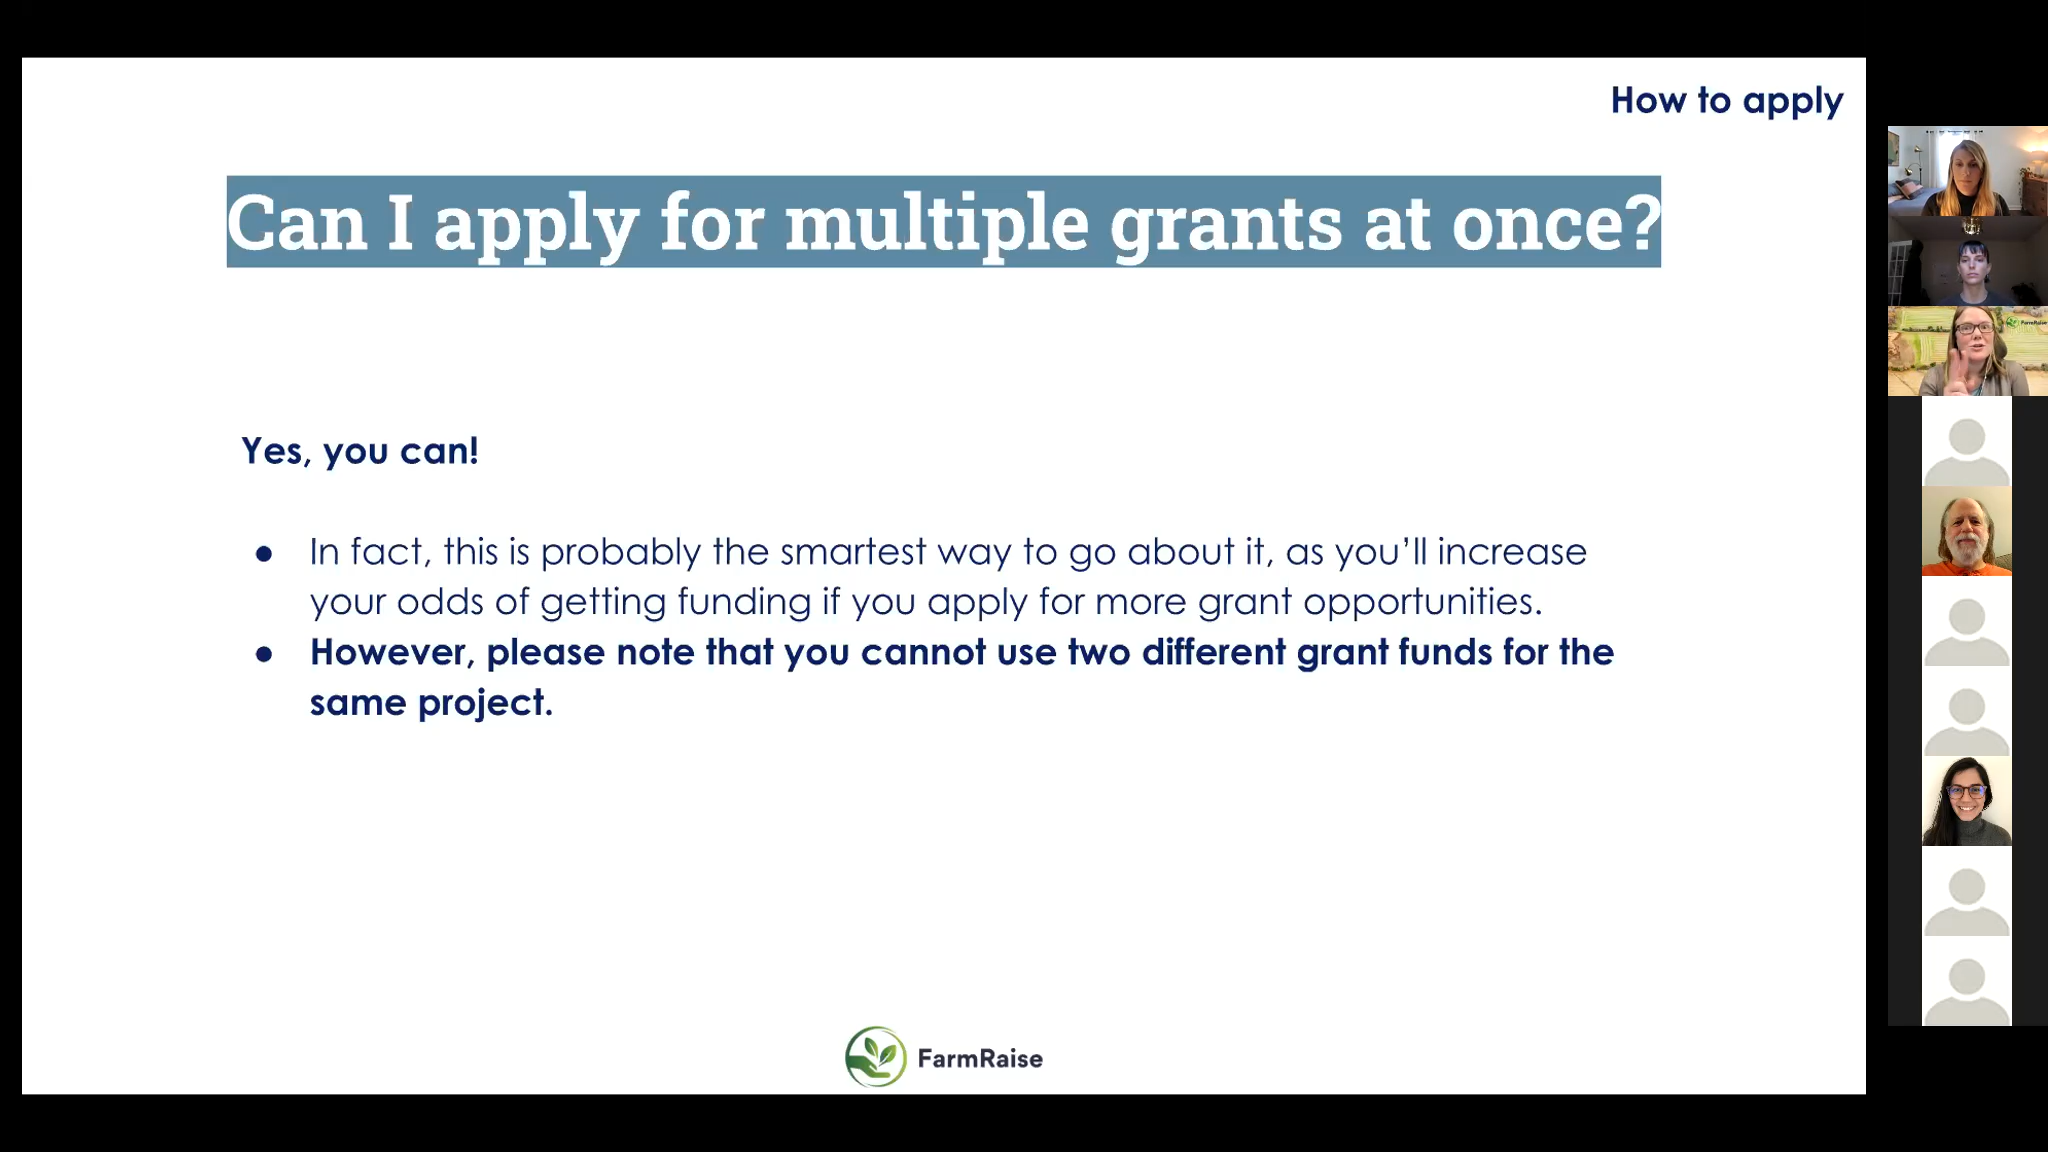 How to apply
Can I apply for multiple grants at once?
Yes, you can!
● In fact, this is probably the smartest way to go about it, as you’ll increase
your odds of getting funding if you apply for more grant opportunities.
● However, please note that you cannot use two different grant funds for the
same project.
FarmRaise
FarmRaise